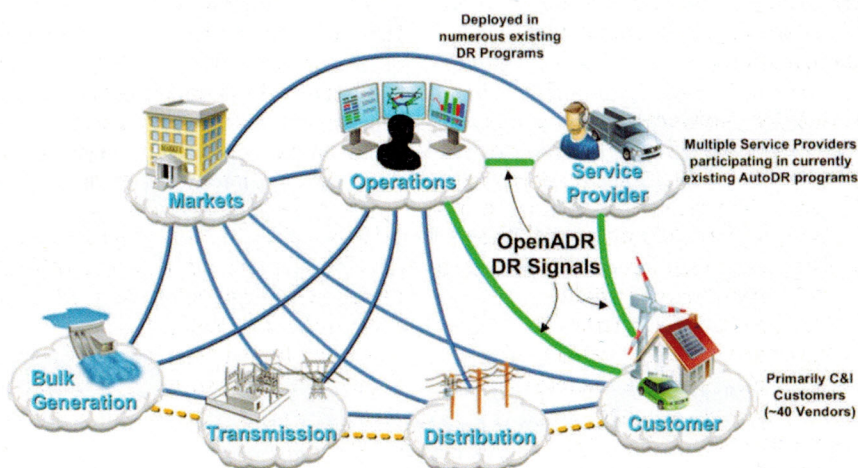 Deployed in
numerous existing
DR Programs
Markets
Operations
Service
Provider
Multiple Service Providers
participating in currently
existing AutoDR programs
OpenADR
DR Signals
Bulk
Generation
Transmission
Distribution
Customer
Primarily C&I
Customers
(~40 Vendors)